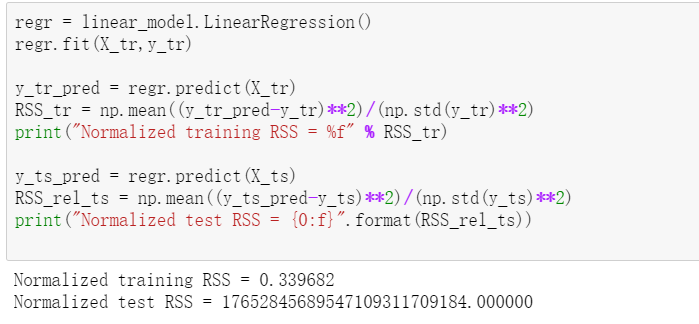 regr = linear_model.LinearRegression()
regr.fit(X_tr,y_tr)
y_tr_pred = regr.predict(X_tr)
RSS_tr = np.mean((y_tr_pred-y_tr)**2)/(np.std(y_tr)**2)
print("Normalized training RSS = %f" % RSS_tr)
y_ts_pred = regr.predict(X_ts)
RSS_rel_ts = np.mean((y_ts_pred-y_ts)**2)/(np.std(y_ts)**2)
print("Normalized test RSS = {0:f}".format(RSS_rel_ts))
Normalized training RSS = 0.339682
Normalized test RSS = 17652845689547109311709184.000000